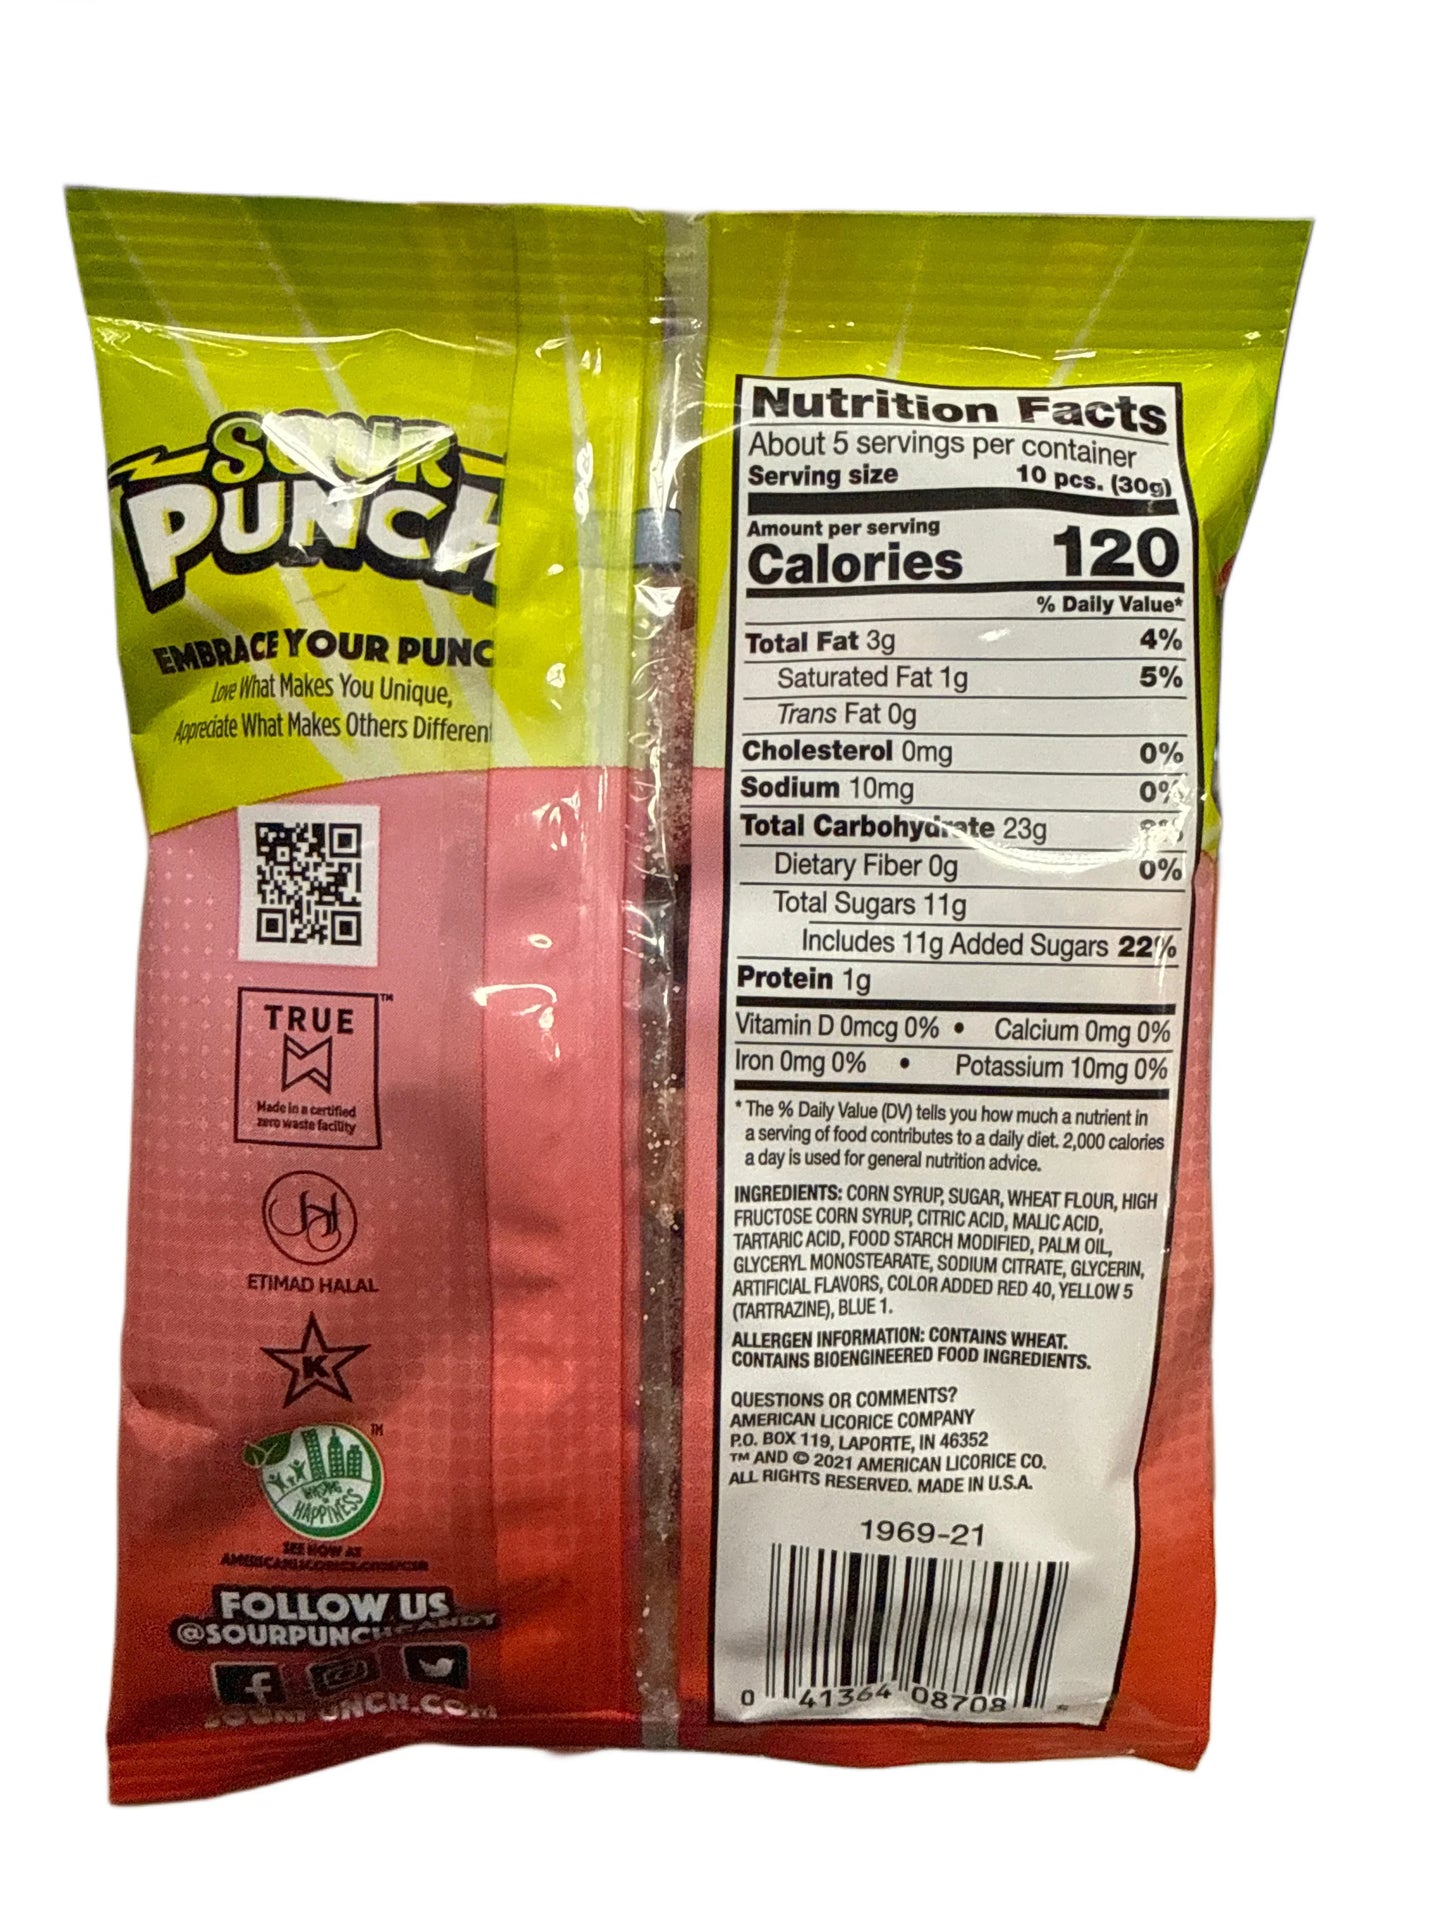 SOUR
PUNCH
EMBRACE YOUR PUNC
Love What Makes You Unique,
Appreciate What Makes Others Different
TRUE
™
Made in a certified
zero waste facility
ETIMAD HALAL
K
TM
HAPPINESS
SEE HOW AT
FOLLOW US
@SOURPUNCHCANDY
Nutrition Facts
About 5 servings per container
Serving size 10 pcs. (30g)
Amount per serving
Calories 120
% Daily Value*
Total Fat 3g 4%
Saturated Fat 1g 5%
Trans Fat 0g
Cholesterol 0mg 0%
Sodium 10mg 0%
Total Carbohydrate 23g
Dietary Fiber 0g 0%
Total Sugars 11g
Includes 11g Added Sugars 22%
Protein 1g
Vitamin D 0mcg 0% • Calcium 0mg 0%
Iron 0mg 0% • Potassium 10mg 0%
* The % Daily Value (DV) tells you how much a nutrient in
a serving of food contributes to a daily diet. 2,000 calories
a day is used for general nutrition advice.
INGREDIENTS: CORN SYRUP, SUGAR, WHEAT FLOUR, HIGH
FRUCTOSE CORN SYRUP, CITRIC ACID, MALIC ACID,
TARTARIC ACID, FOOD STARCH MODIFIED, PALM OIL,
GLYCERYL MONOSTEARATE, SODIUM CITRATE, GLYCERIN,
ARTIFICIAL FLAVORS, COLOR ADDED RED 40, YELLOW 5
(TARTRAZINE), BLUE 1.
ALLERGEN INFORMATION: CONTAINS WHEAT.
CONTAINS BIOENGINEERED FOOD INGREDIENTS.
QUESTIONS OR COMMENTS?
AMERICAN LICORICE COMPANY
P.O. BOX 119, LAPORTE, IN 46352
™ AND © 2021 AMERICAN LICORICE CO.
ALL RIGHTS RESERVED. MADE IN U.S.A.
1969-21
0 41364 08708